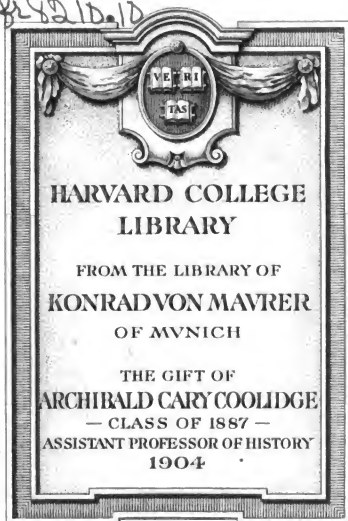 VE RI
TAS
HARVARD COLLEGE
LIBRARY
FROM THE LIBRARY OF
KONRAD VON MAVRER
OF MVNICH
THE GIFT OF
ARCHIBALD CARY COOLIDGE
— CLASS OF 1887 —
ASSISTANT PROFESSOR OF HISTORY
1904